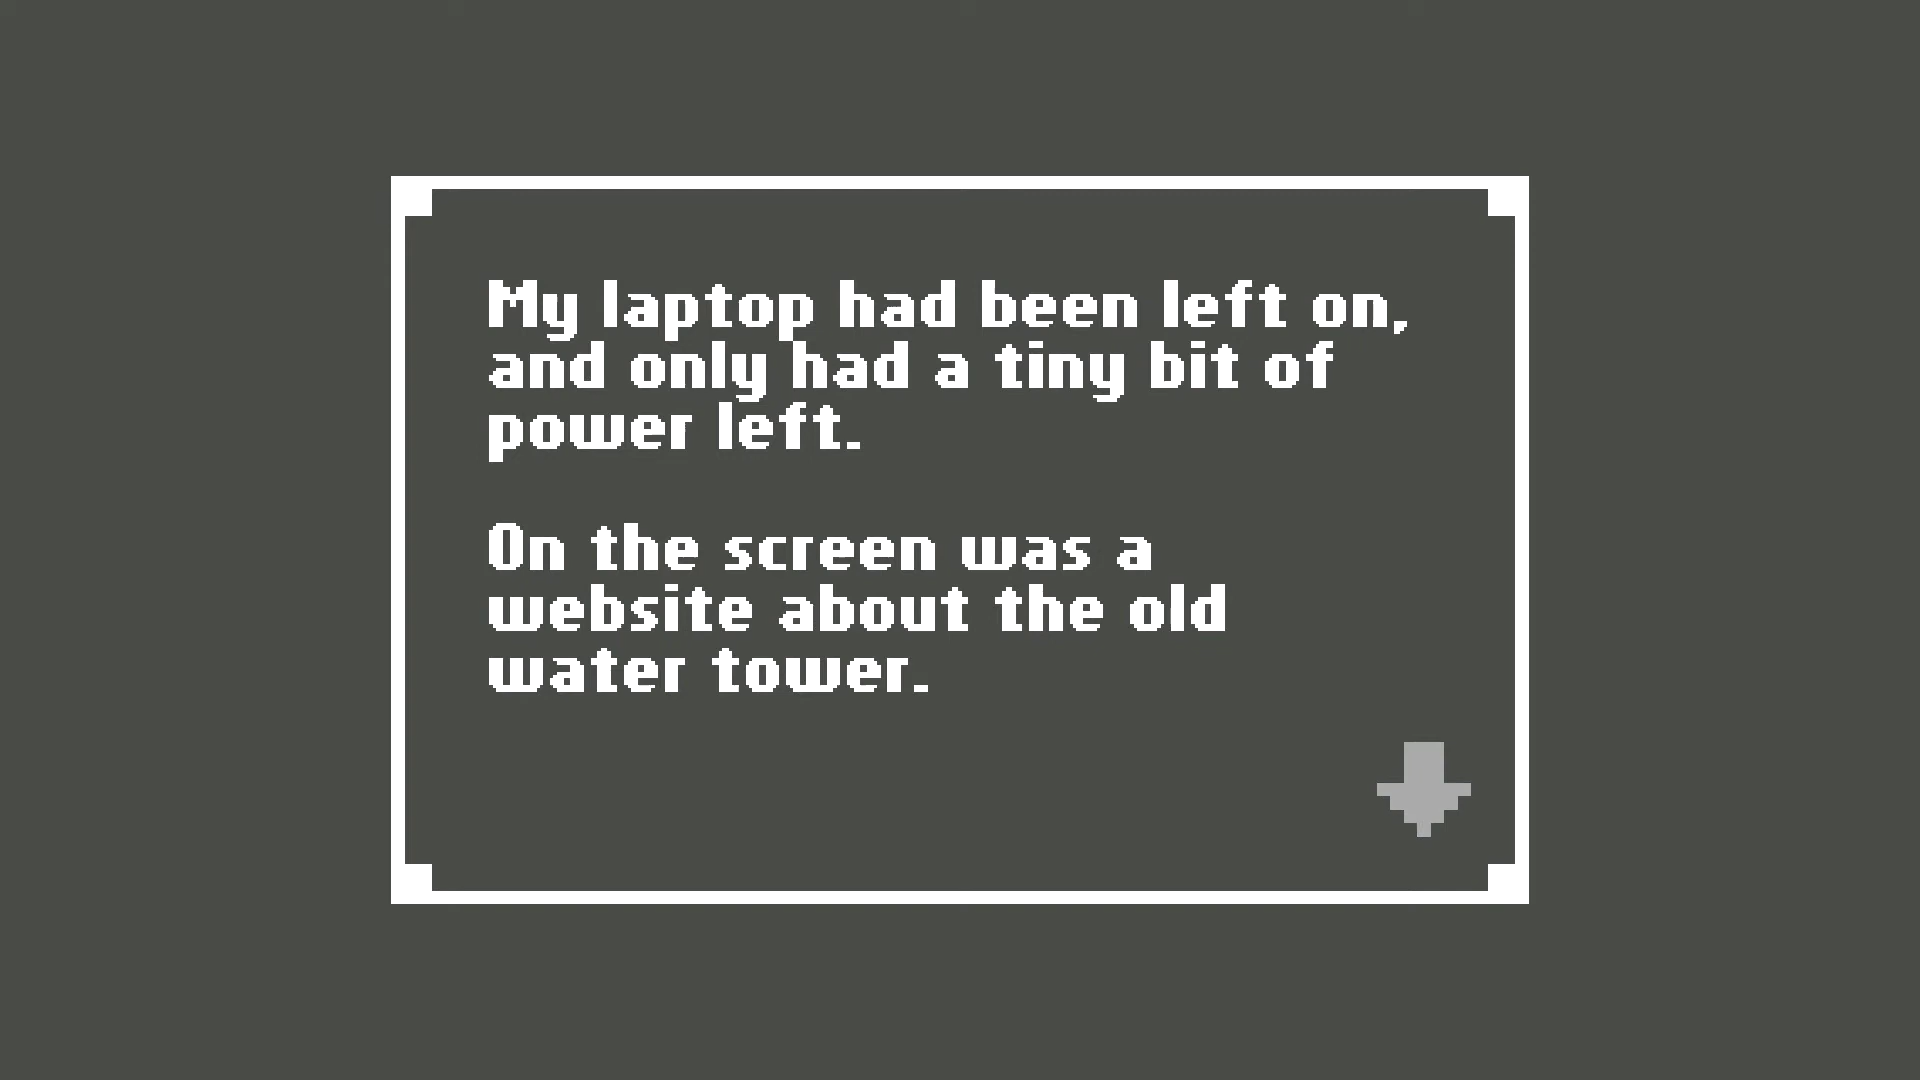 My laptop had been left on,
and only had a tiny bit of
power left.
On the screen was a
website about the old
water tower.